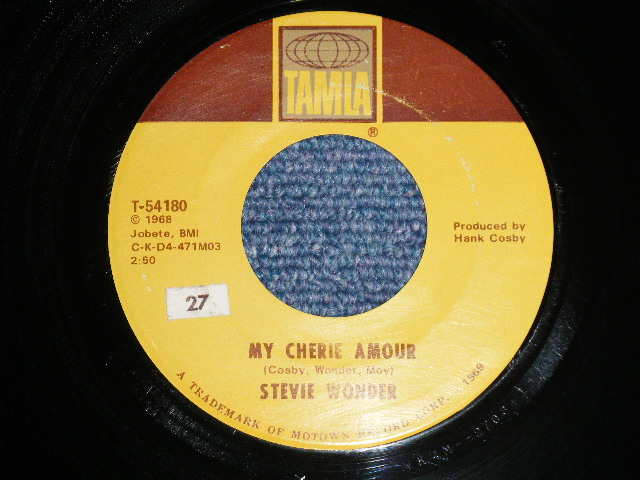 TAMLA
®
T-54180
© 1968
Jobete, BMI
C-K-D4-471M03
2:50
Produced by
Hank Cosby
27
MY CHERIE AMOUR
(Cosby, Wonder, Moy)
STEVIE WONDER
A TRADEMARK OF MOTOWN RECORD CORP. 1969